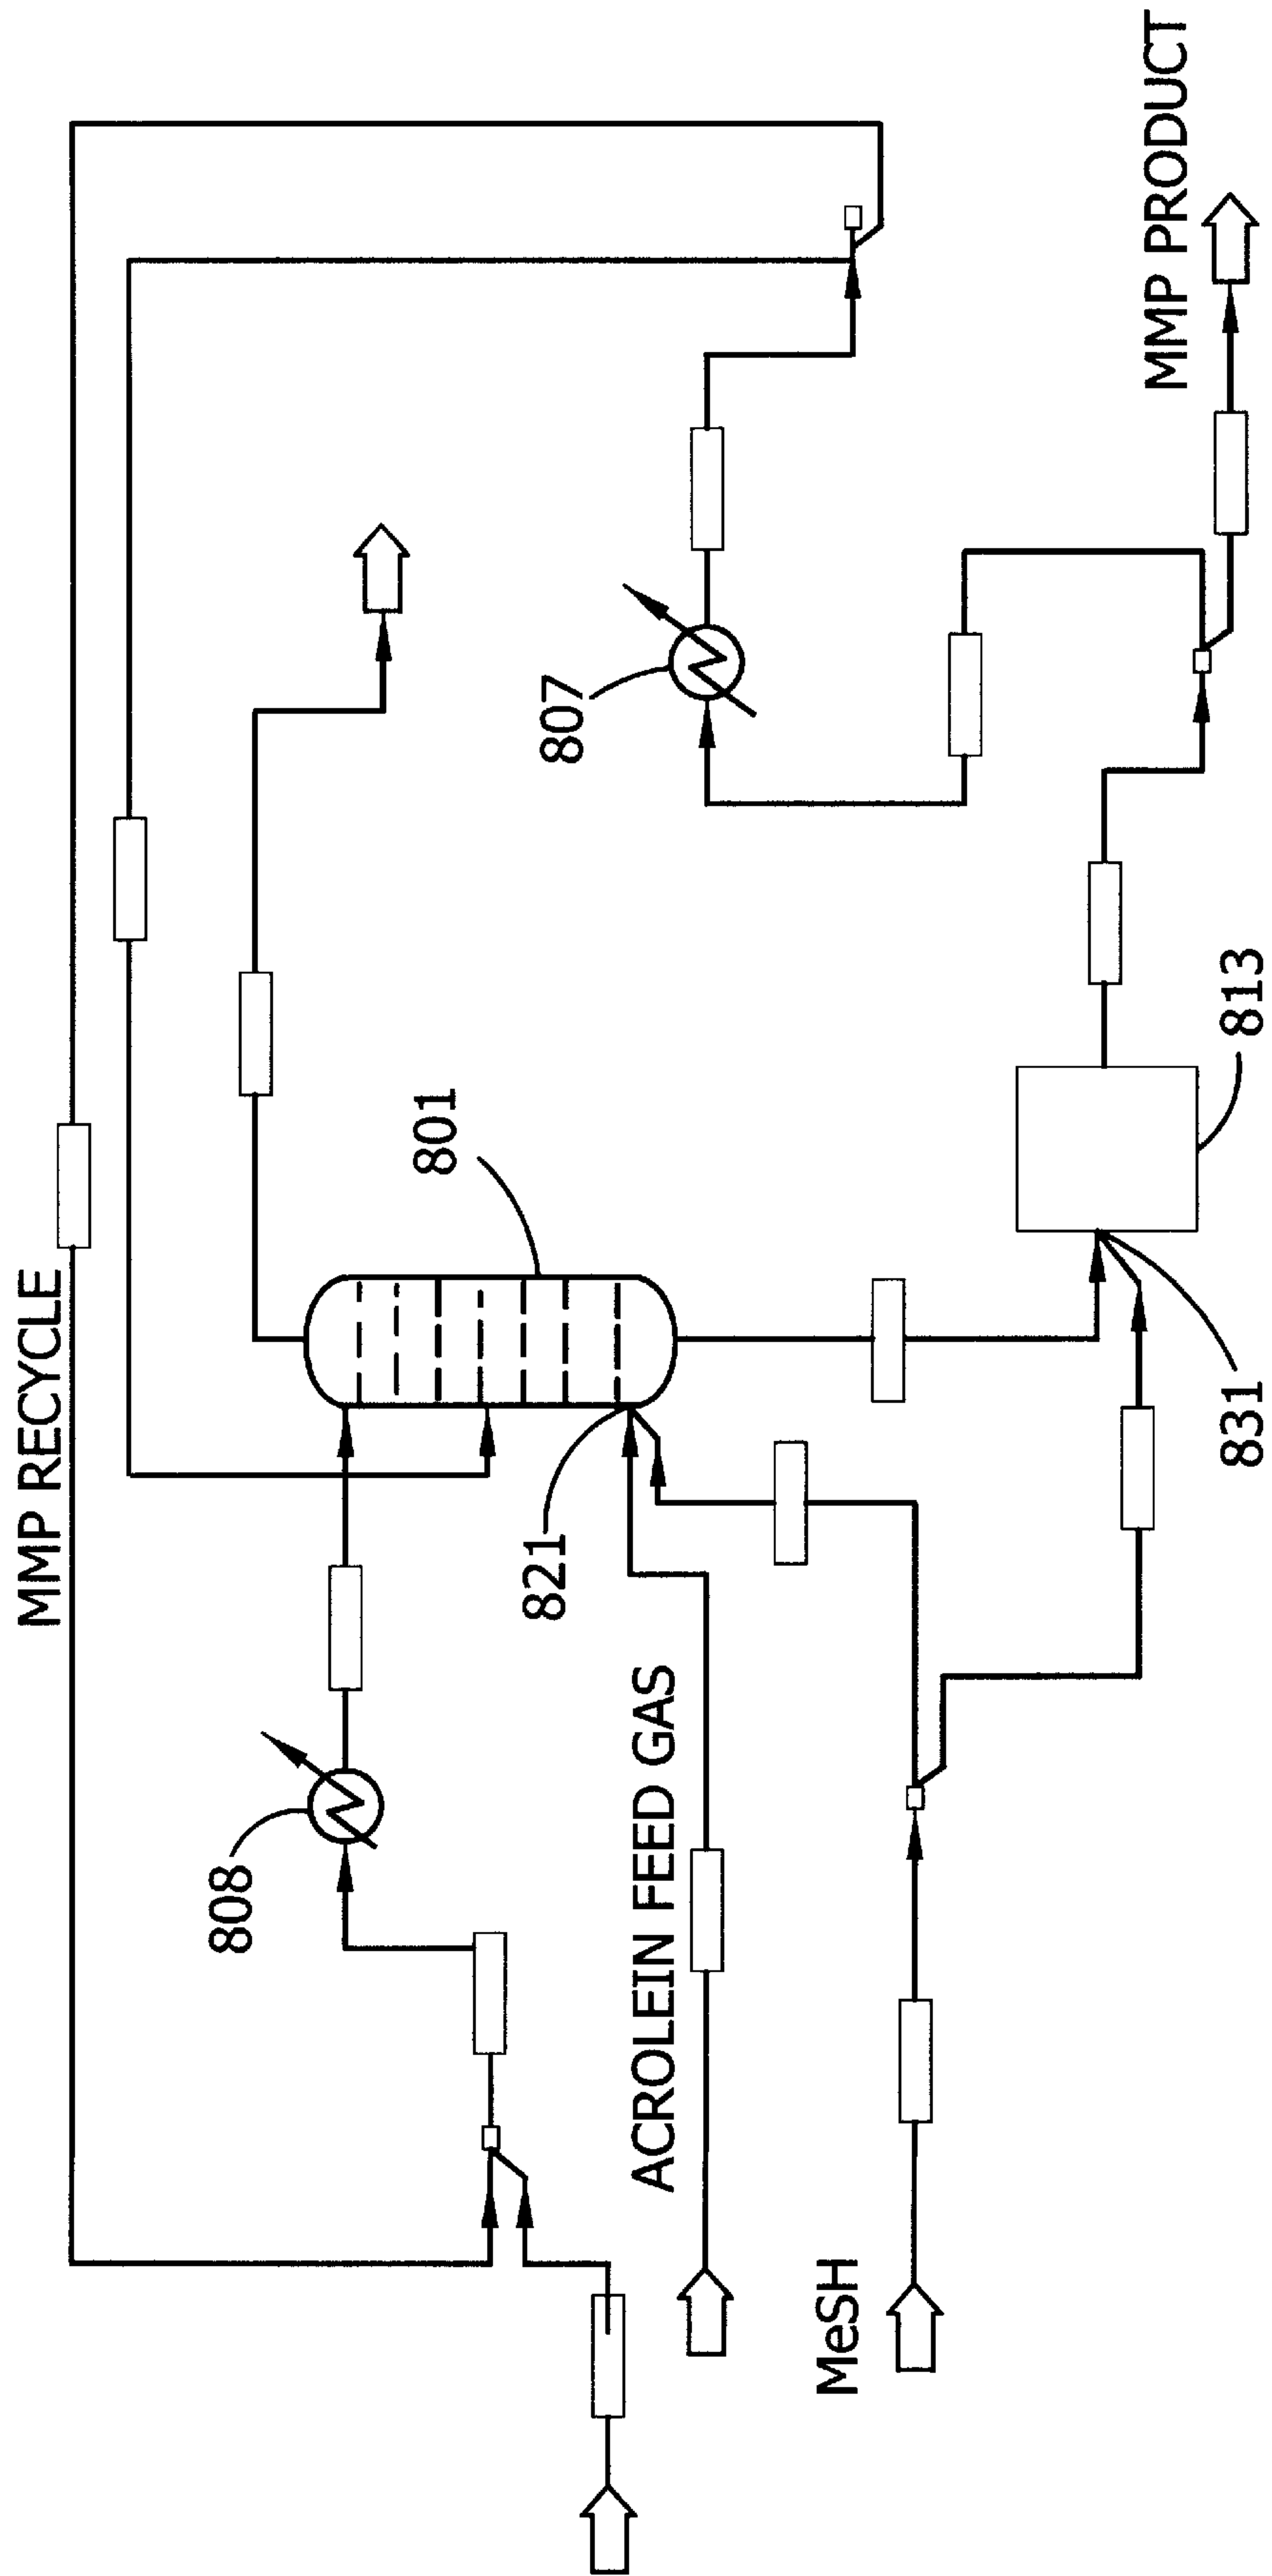 MMP RECYCLE
808
801
821
807
ACROLEIN FEED GAS
MeSH
831
813
MMP PRODUCT